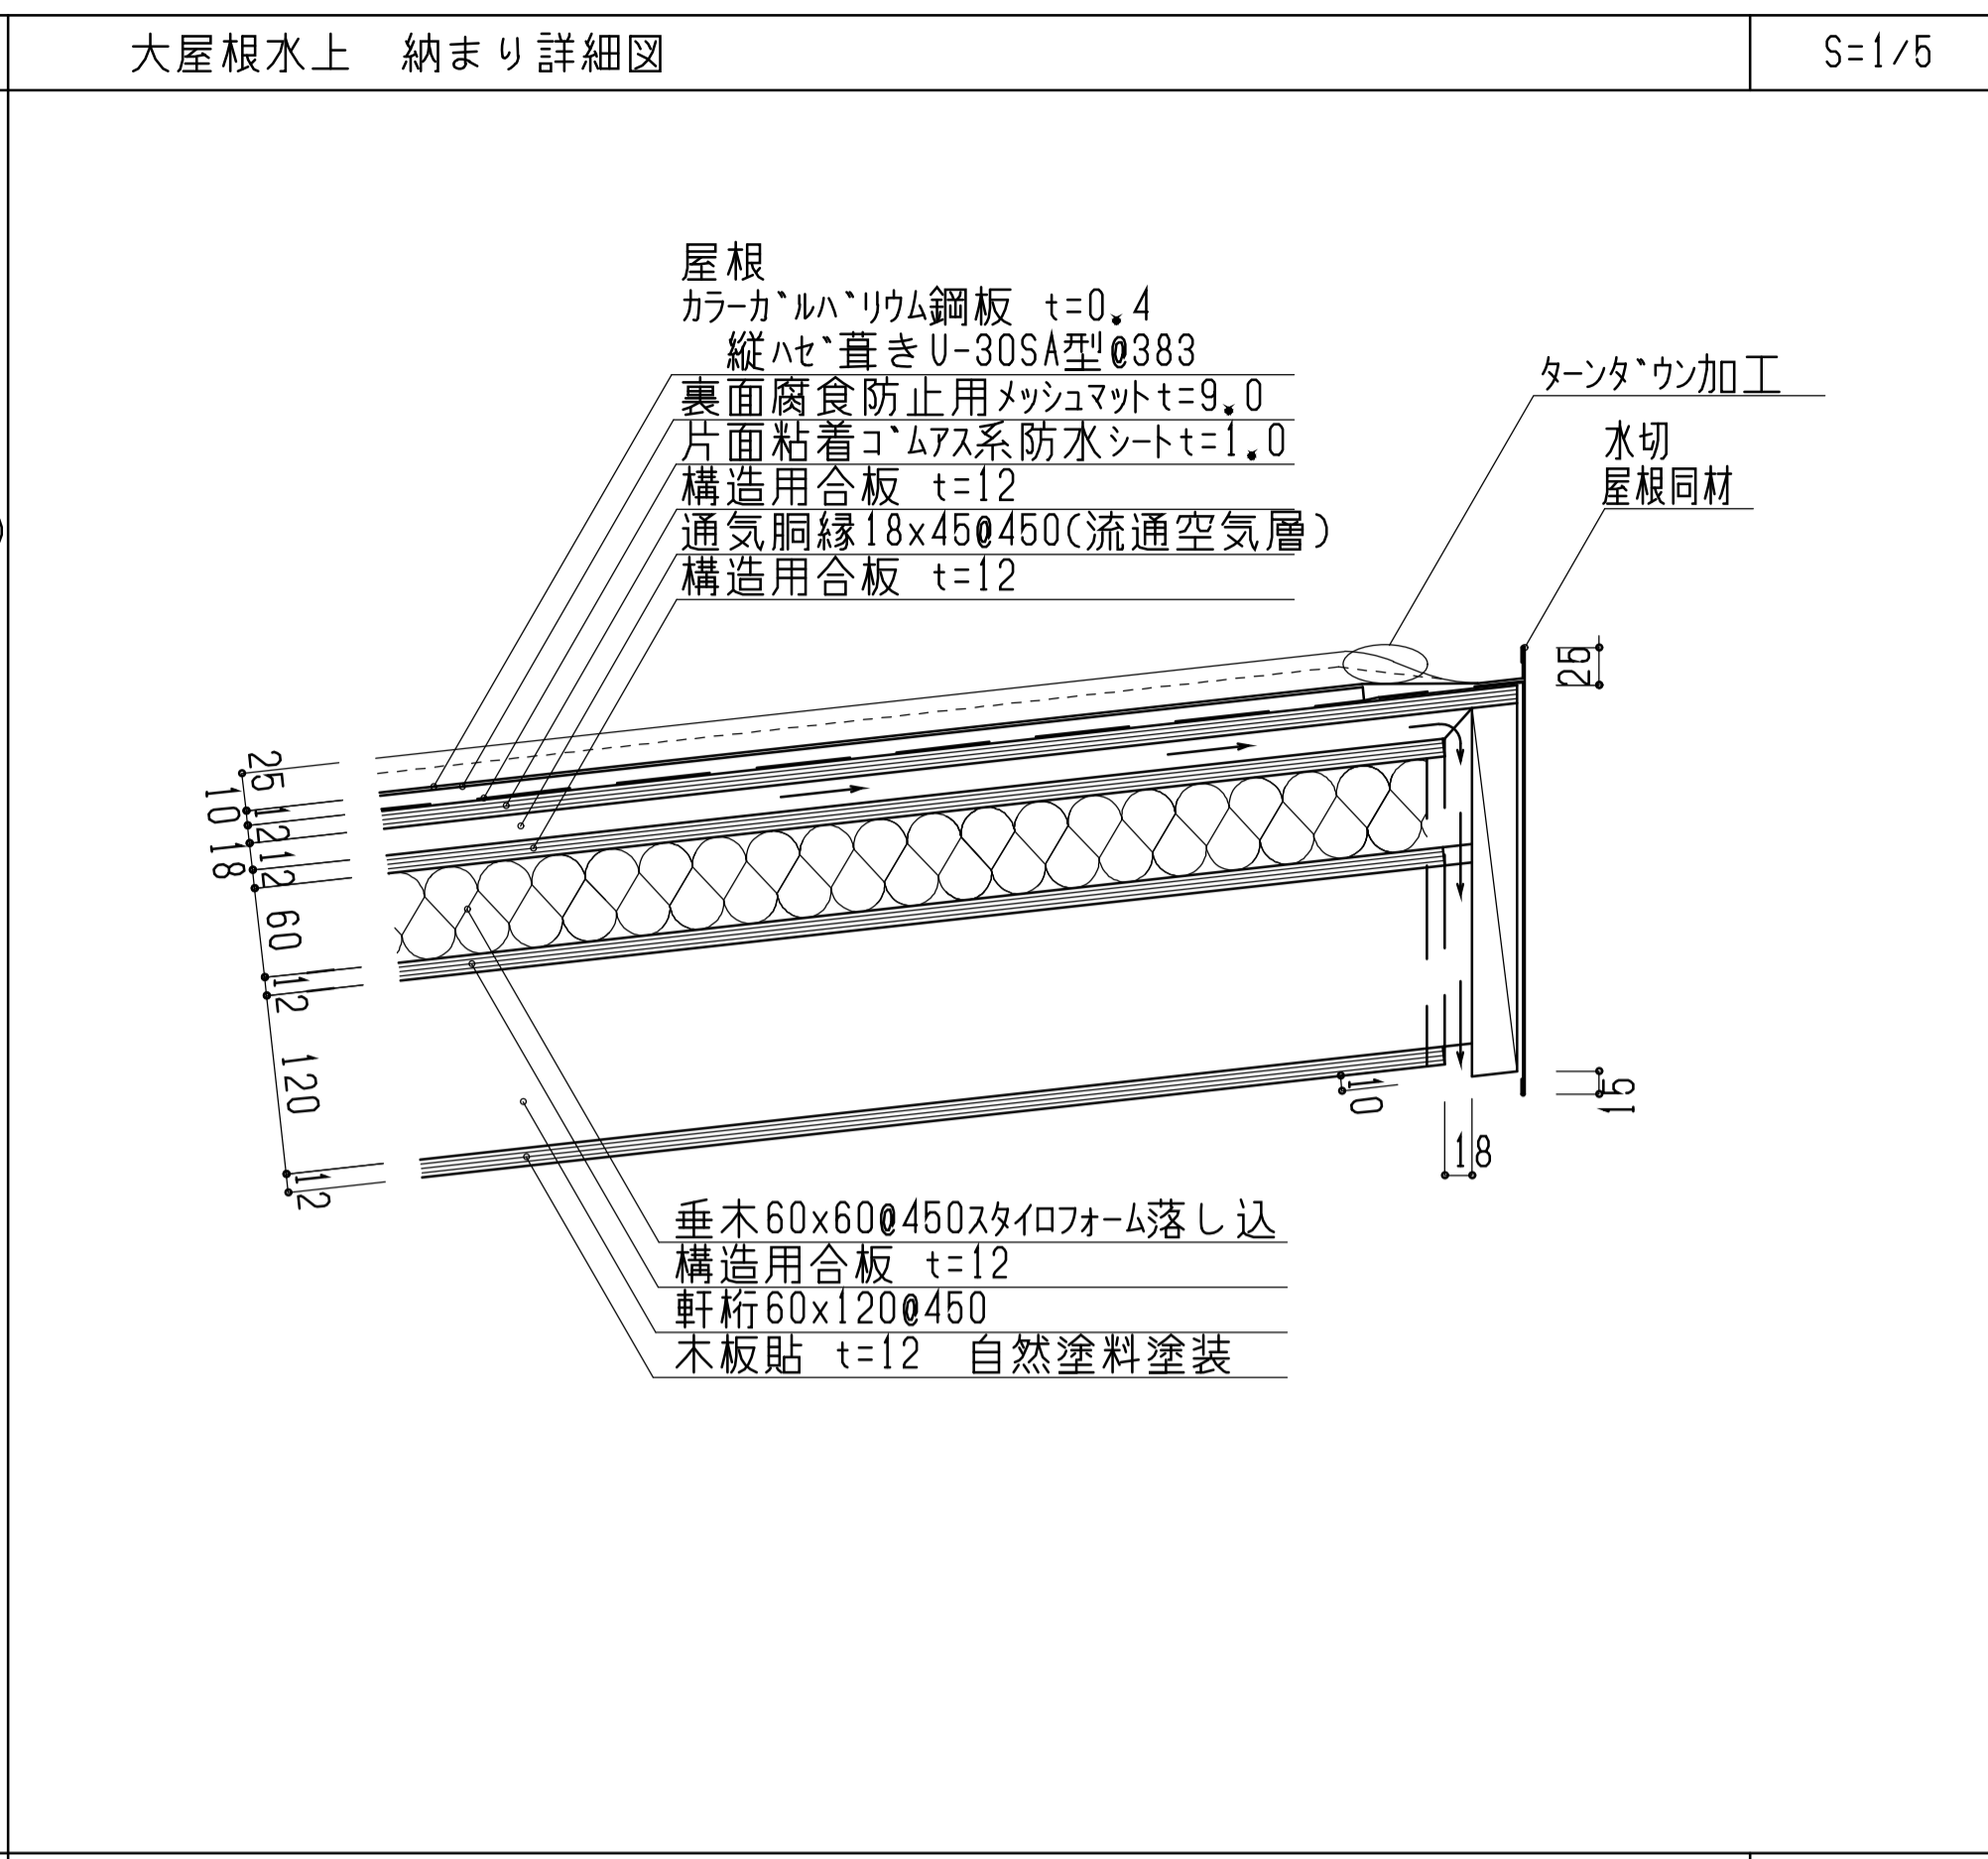 大屋根水上　納まり詳細図
S=1/5
屋根
ｶﾗｰｶﾞﾙﾊﾞﾘｳﾑ鋼板 t=0.4
縦ﾊｾﾞ葺きU-30SA型@383
裏面腐食防止用ﾒｯｼｭﾏｯﾄt=9.0
片面粘着ｺﾞﾑｱｽ系防水ｼｰﾄt=1.0
構造用合板 t=12
通気胴縁18x45@450(流通空気層)
構造用合板 t=12
ﾀｰﾝﾀﾞｳﾝ加工
水切
屋根同材
25
25
10
12
18
12
60
12
120
12
10
18
15
垂木60x60@450ｽﾀｲﾛﾌｫｰﾑ落し込
構造用合板 t=12
軒桁60x120@450
木板貼 t=12　自然塗料塗装